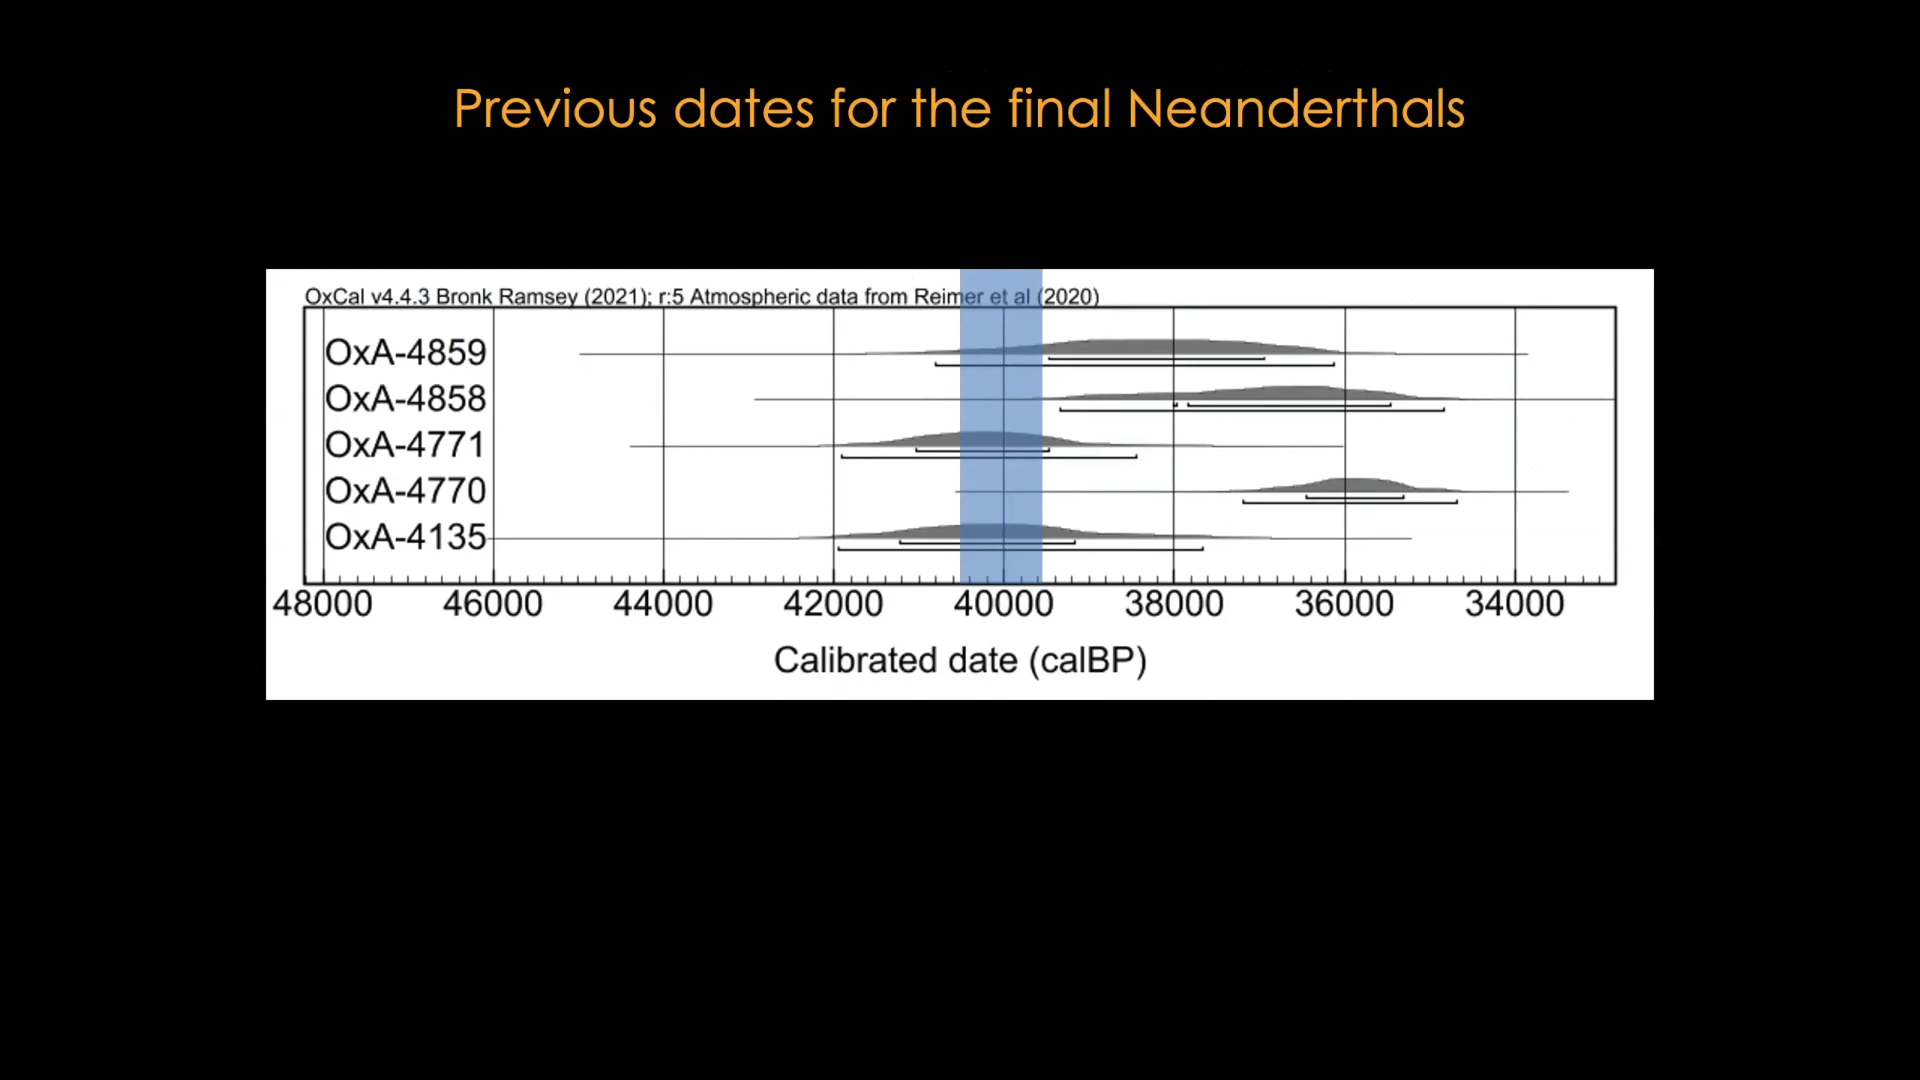 Previous dates for the final Neanderthals
OxCal v4.4.3 Bronk Ramsey (2021); r:5 Atmospheric data from Reimer et al (2020)
OxA-4859
OxA-4858
OxA-4771
OxA-4770
OxA-4135
48000 46000 44000 42000 40000 38000 36000 34000
Calibrated date (calBP)